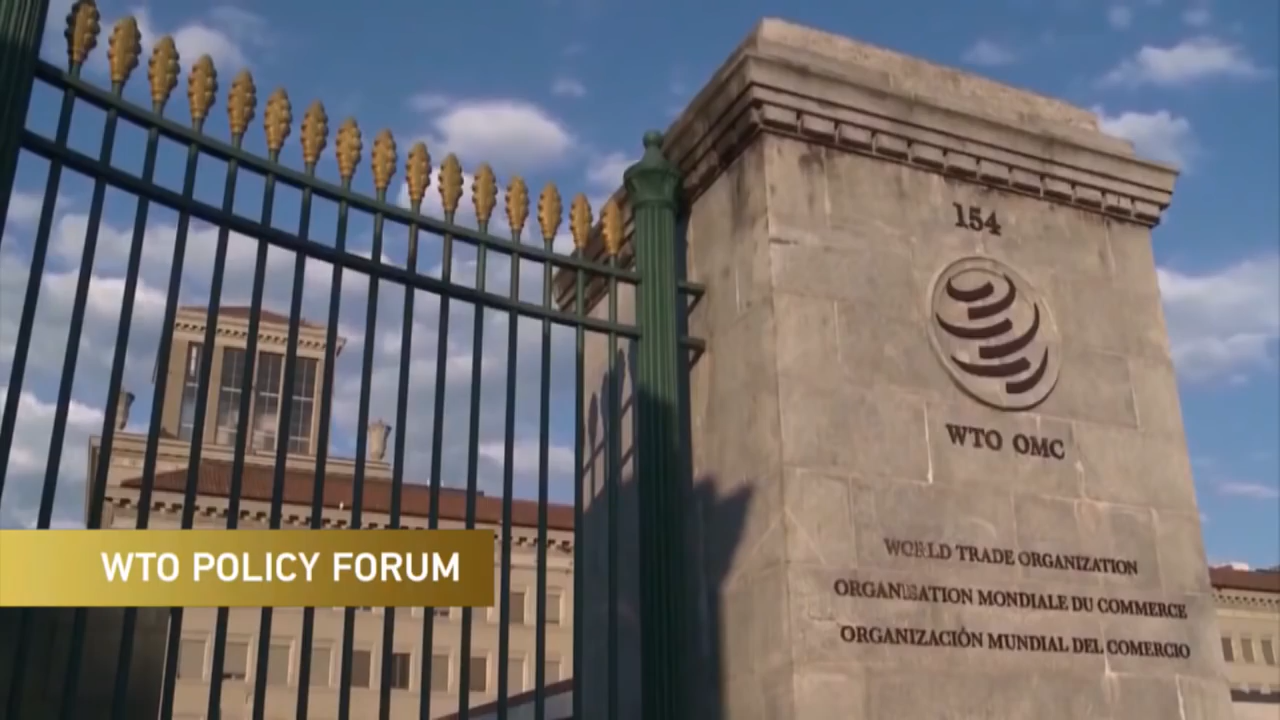 154
WTO OMC
WORLD TRADE ORGANIZATION
ORGANISATION MONDIALE DU COMMERCE
ORGANIZACIÓN MUNDIAL DEL COMERCIO
WTO POLICY FORUM